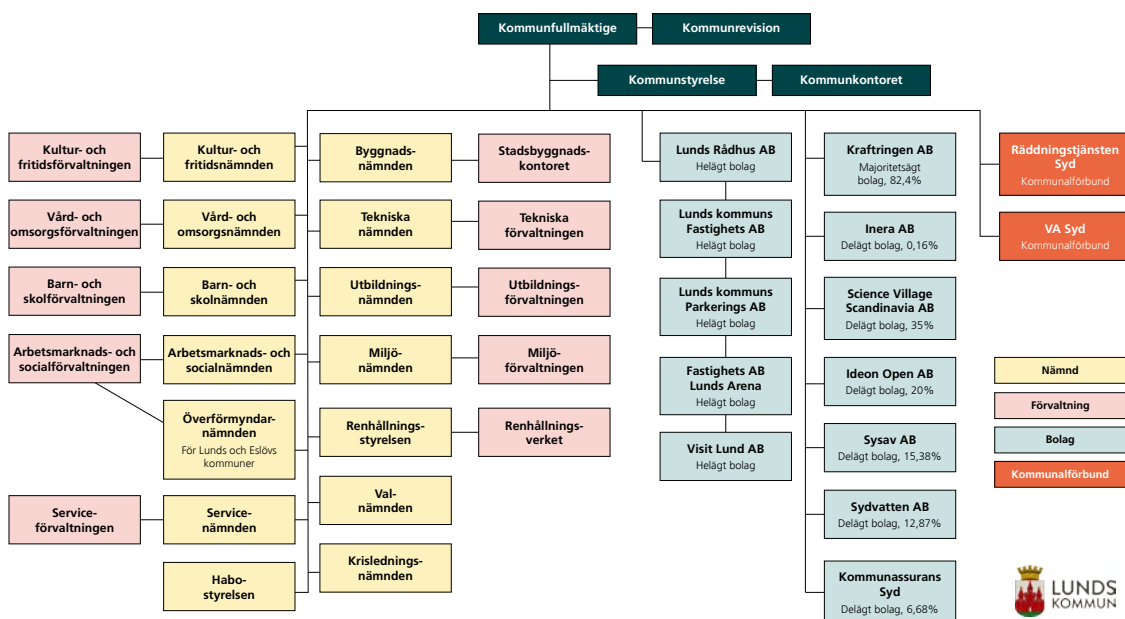 Kommunfullmäktige
Kommunrevision
Kommunstyrelse
Kommunkontoret
Kultur- och
fritidsförvaltningen
Kultur- och
fritidsnämnden
Vård- och
omsorgsförvaltningen
Vård- och
omsorgsnämnden
Barn- och
skolförvaltningen
Barn- och
skolnämnden
Arbetsmarknads- och
socialförvaltningen
Arbetsmarknads- och
socialnämnden
Överförmyndar-
nämnden
För Lunds och Eslövs
kommuner
Service-
förvaltningen
Service-
nämnden
Habo-
styrelsen
Byggnads-
nämnden
Stadsbyggnads-
kontoret
Tekniska
nämnden
Tekniska
förvaltningen
Utbildnings-
nämnden
Utbildnings-
förvaltningen
Miljö-
nämnden
Miljö-
förvaltningen
Renhållnings-
styrelsen
Renhållnings-
verket
Val-
nämnden
Krislednings-
nämnden
Lunds Rådhus AB
Helägt bolag
Lunds kommuns
Fastighets AB
Helägt bolag
Lunds kommuns
Parkerings AB
Helägt bolag
Fastighets AB
Lunds Arena
Helägt bolag
Visit Lund AB
Helägt bolag
Kraftringen AB
Majoritetsägt
bolag, 82,4%
Inera AB
Delägt bolag, 0,16%
Science Village
Scandinavia AB
Delägt bolag, 35%
Ideon Open AB
Delägt bolag, 20%
Sysav AB
Delägt bolag, 15,38%
Sydvatten AB
Delägt bolag, 12,87%
Kommunassurans
Syd
Delägt bolag, 6,68%
Räddningstjänsten
Syd
Kommunalförbund
VA Syd
Kommunalförbund
Nämnd
Förvaltning
Bolag
Kommunalförbund
LUNDS
KOMMUN